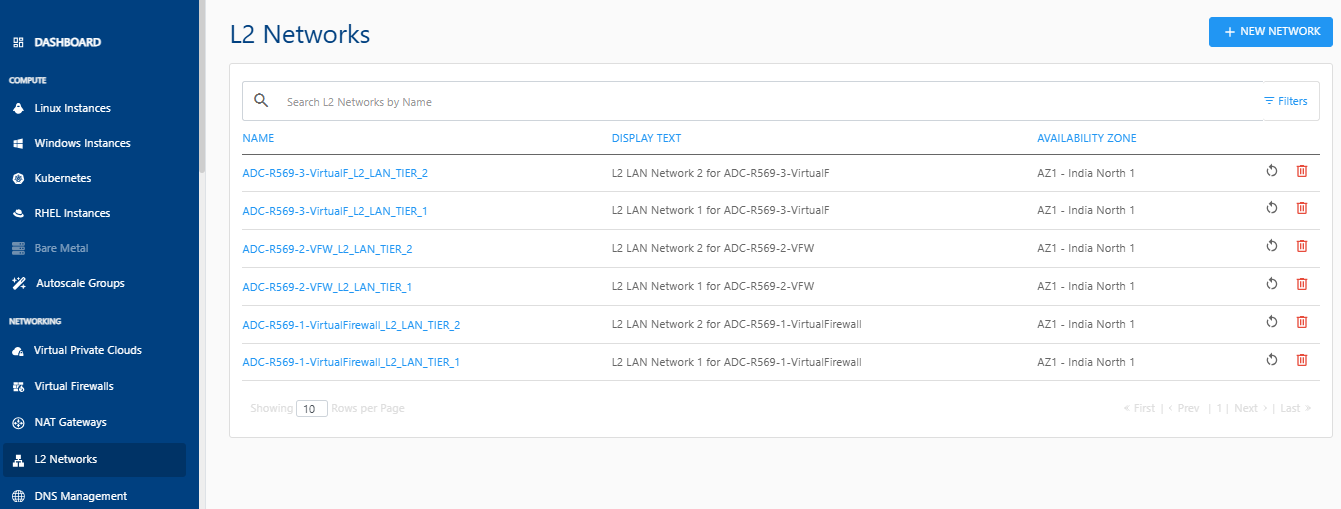 DASHBOARD
COMPUTE
Linux Instances
Windows Instances
Kubernetes
RHEL Instances
Bare Metal
Autoscale Groups
NETWORKING
Virtual Private Clouds
Virtual Firewalls
NAT Gateways
L2 Networks
DNS Management
L2 Networks
+ NEW NETWORK
Search L2 Networks by Name
Filters
NAME DISPLAY TEXT AVAILABILITY ZONE
ADC-R569-3-VirtualF_L2_LAN_TIER_2 L2 LAN Network 2 for ADC-R569-3-VirtualF AZ1 - India North 1
ADC-R569-3-VirtualF_L2_LAN_TIER_1 L2 LAN Network 1 for ADC-R569-3-VirtualF AZ1 - India North 1
ADC-R569-2-VFW_L2_LAN_TIER_2 L2 LAN Network 2 for ADC-R569-2-VFW AZ1 - India North 1
ADC-R569-2-VFW_L2_LAN_TIER_1 L2 LAN Network 1 for ADC-R569-2-VFW AZ1 - India North 1
ADC-R569-1-VirtualFirewall_L2_LAN_TIER_2 L2 LAN Network 2 for ADC-R569-1-VirtualFirewall AZ1 - India North 1
ADC-R569-1-VirtualFirewall_L2_LAN_TIER_1 L2 LAN Network 1 for ADC-R569-1-VirtualFirewall AZ1 - India North 1
Showing 10 Rows per Page « First | < Prev | 1 | Next > | Last »